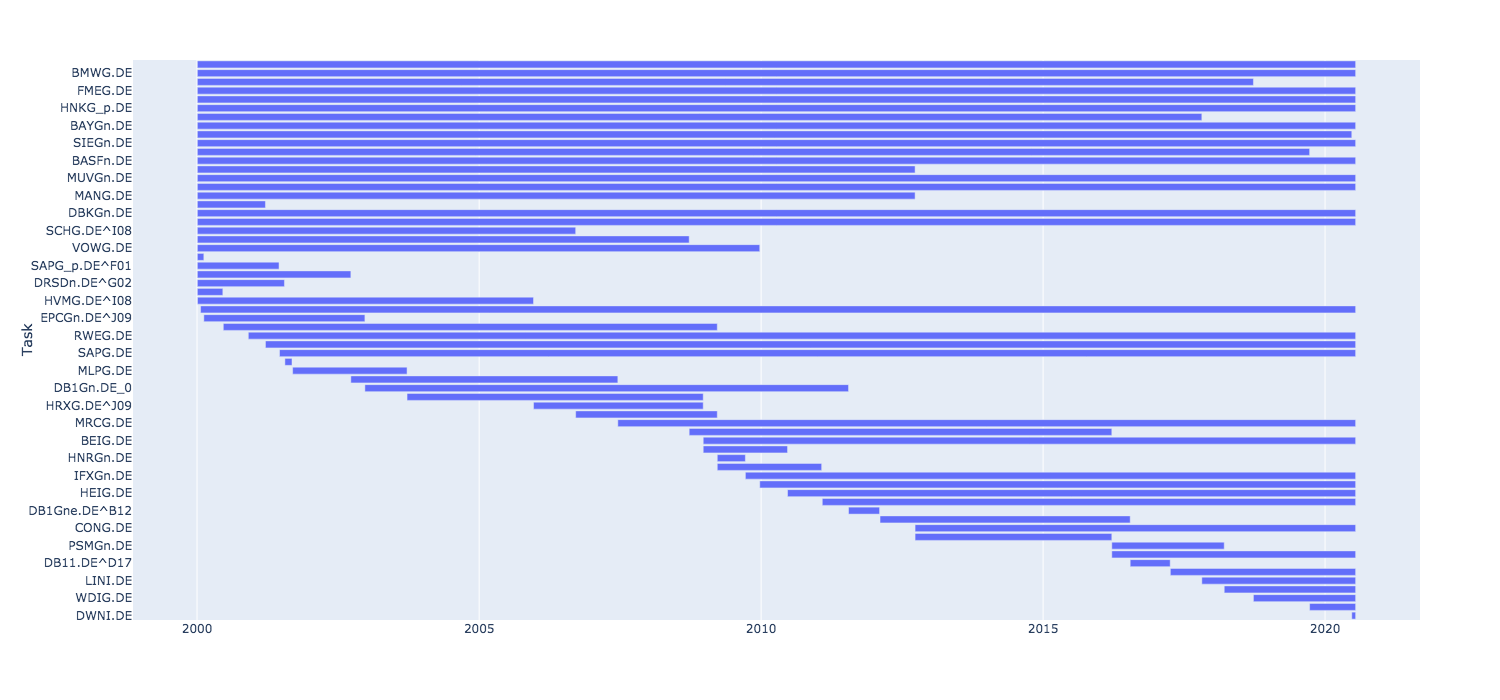 BMWG.DE
FMEG.DE
HNKG_p.DE
BAYGn.DE
SIEGn.DE
BASFn.DE
MUVGn.DE
MANG.DE
DBKGn.DE
SCHG.DE^I08
VOWG.DE
SAPG_p.DE^F01
DRSDn.DE^G02
HVMG.DE^I08
EPCGn.DE^J09
RWEG.DE
SAPG.DE
MLPG.DE
DB1Gn.DE_0
HRXG.DE^J09
MRCG.DE
BEIG.DE
HNRGn.DE
IFXGn.DE
HEIG.DE
DB1Gne.DE^B12
CONG.DE
PSMGn.DE
DB11.DE^D17
LINI.DE
WDIG.DE
DWNI.DE
Task
2000 2005 2010 2015 2020